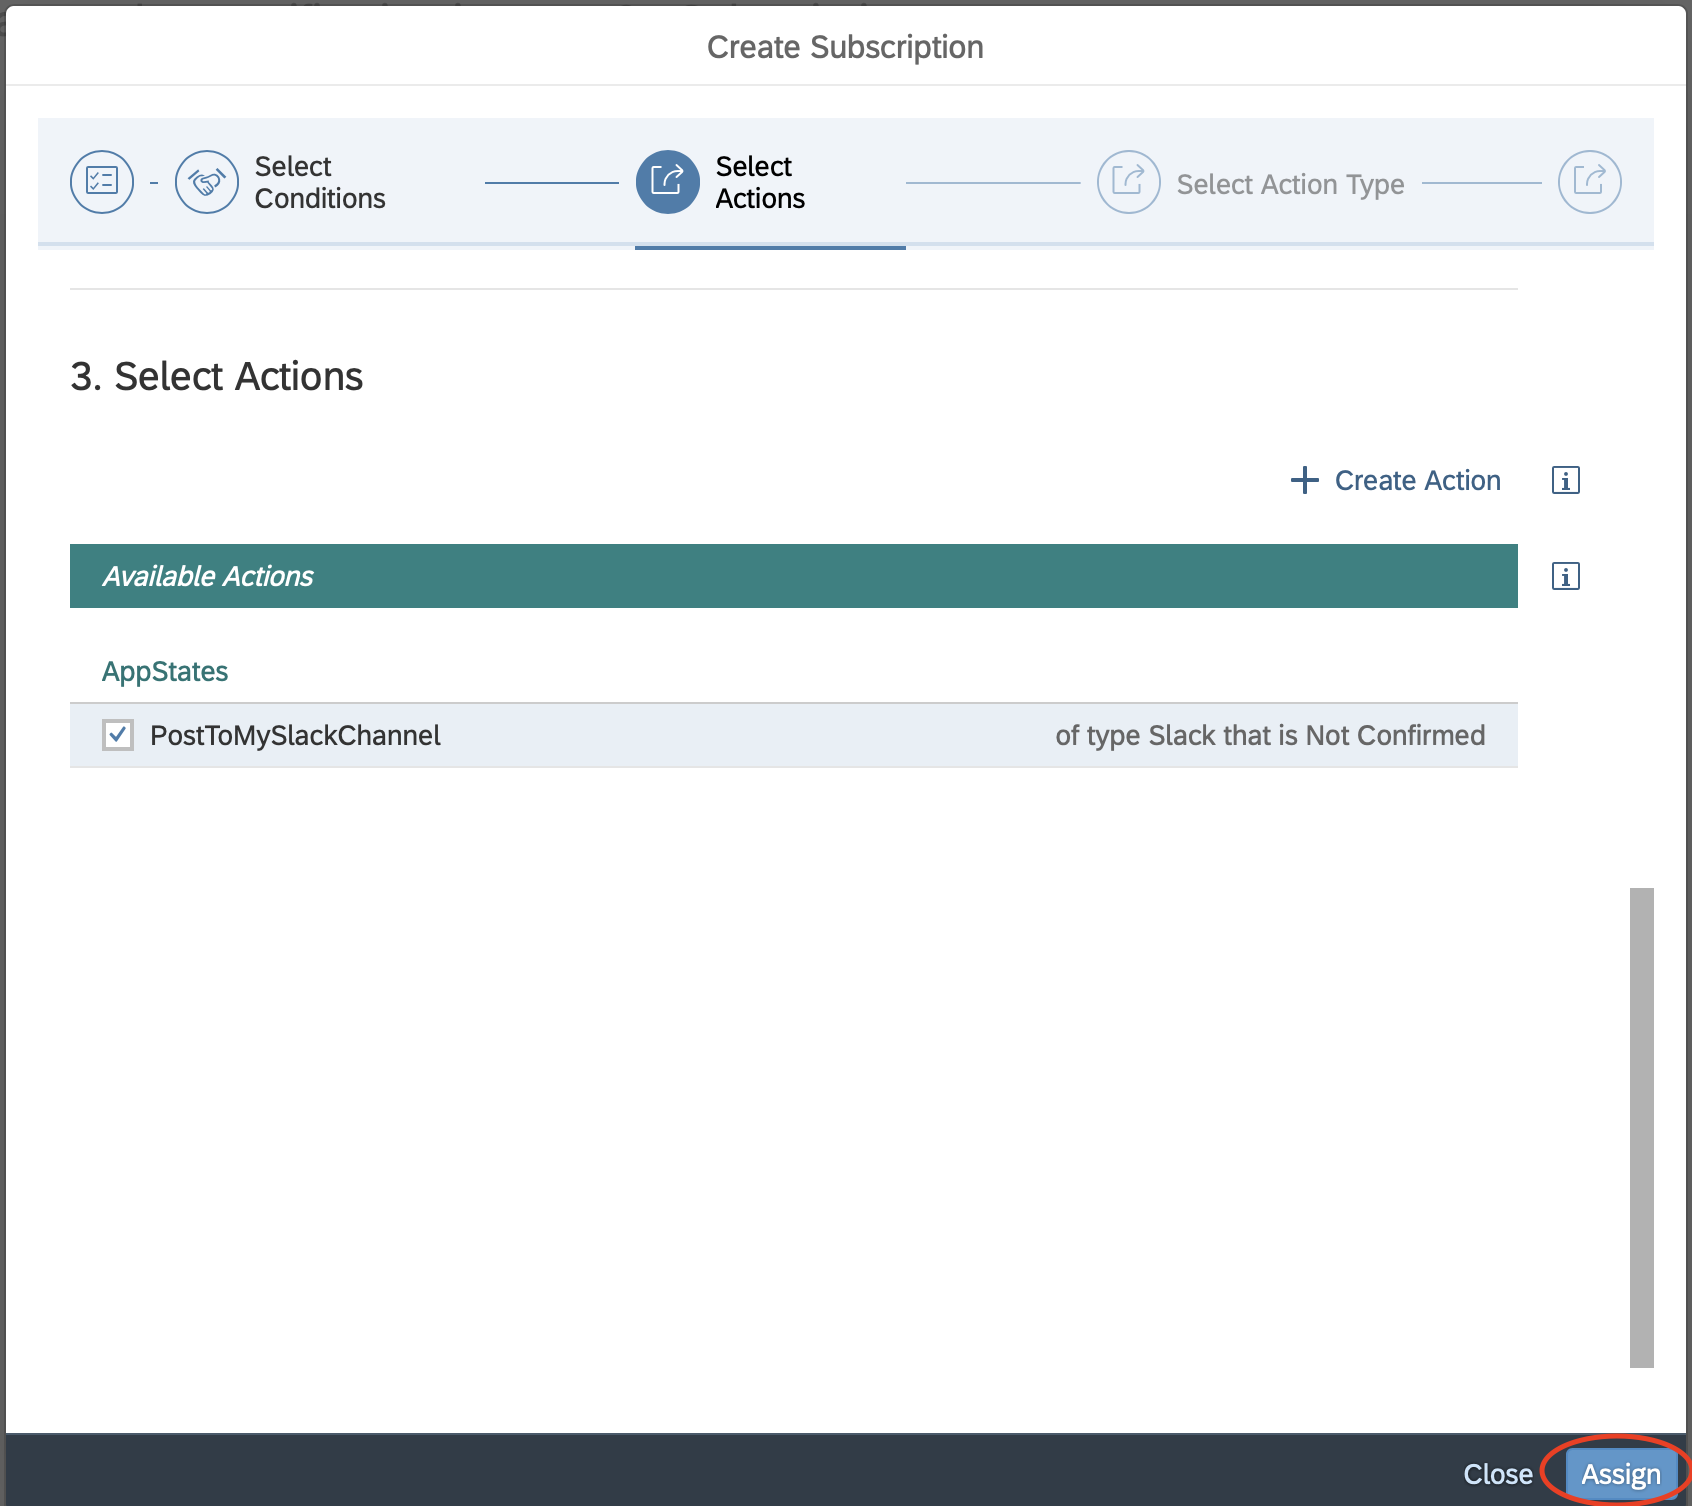 Create Subscription
Select
Conditions
Select
Actions
Select Action Type
3. Select Actions
Create Action
Available Actions
AppStates
PostToMySlackChannel of type Slack that is Not Confirmed
Close Assign